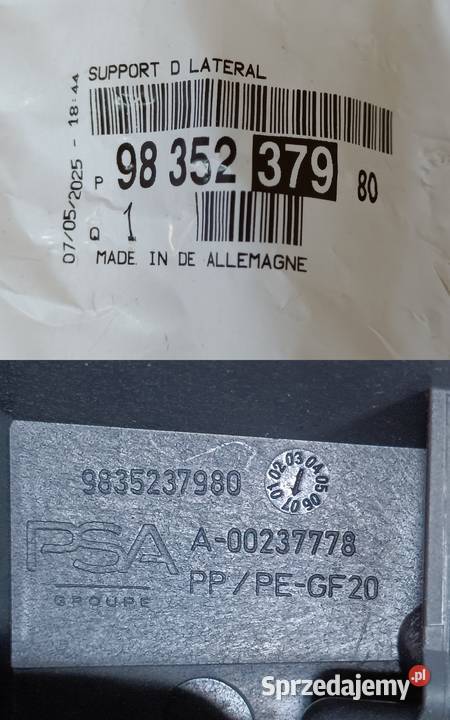 SUPPORT D LATERAL
07/05/2025 - 18:44
P 98 352 379 80
Q 1
MADE IN DE ALLEMAGNE
9835237980
01 02 03 04 05 06 07
PSA
GROUPE
A-00237778
PP/PE-GF20
Sprzedajemy.pl